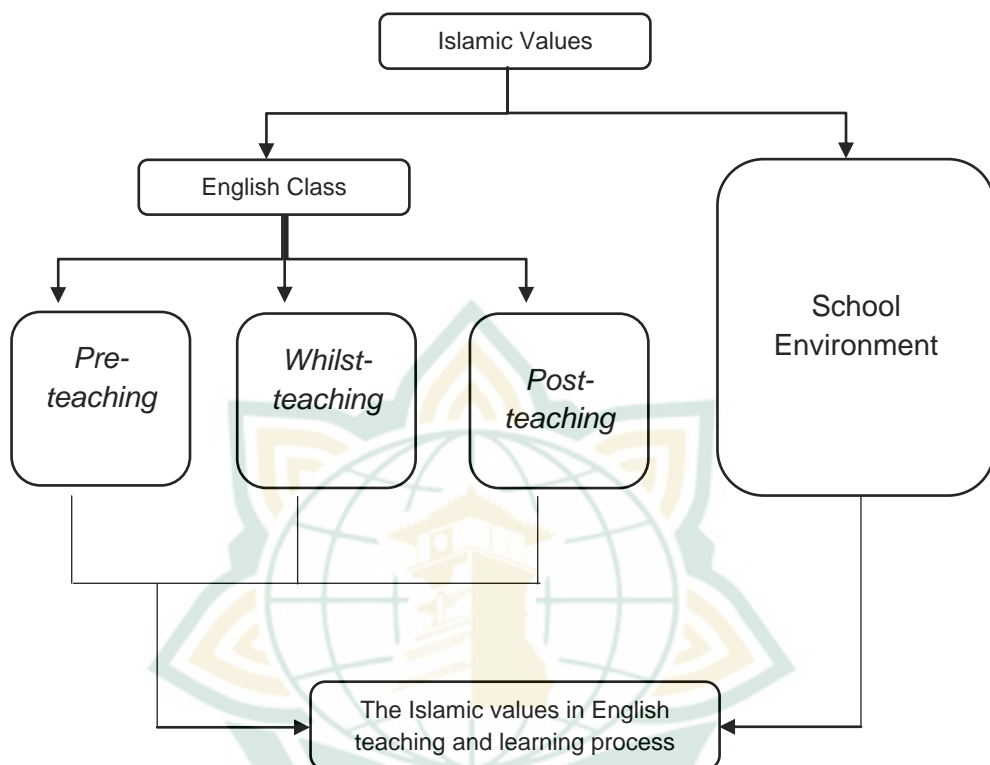 Islamic Values
English Class
School
Environment
Pre-
teaching
Whilst-
teaching
Post-
teaching
The Islamic values in English
teaching and learning process